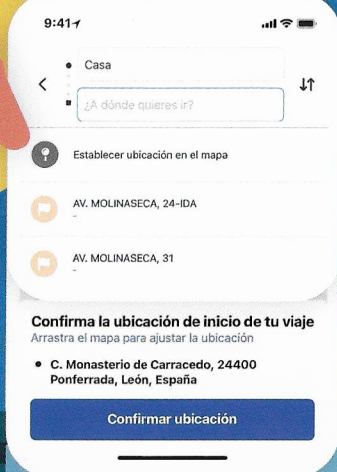 9:41
Casa
¿A dónde quieres ir?
Establecer ubicación en el mapa
AV. MOLINASECA, 24-IDA
-
AV. MOLINASECA, 31
-
Confirma la ubicación de inicio de tu viaje
Arrastra el mapa para ajustar la ubicación
C. Monasterio de Carracedo, 24400
Ponferrada, León, España
Confirmar ubicación